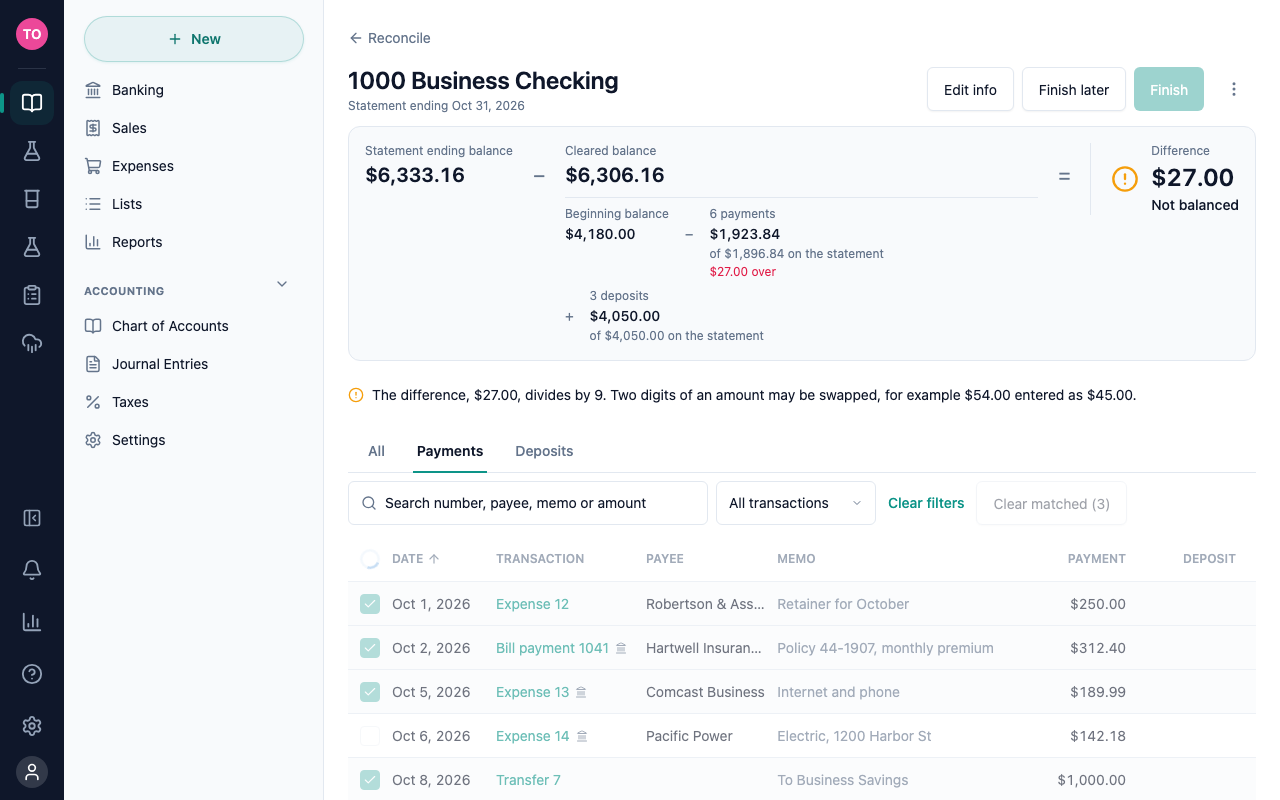 TO
New
Banking
Sales
Expenses
Lists
Reports
ACCOUNTING
Chart of Accounts
Journal Entries
Taxes
Settings
Reconcile
1000 Business Checking
Statement ending Oct 31, 2026
Edit info
Finish later
Finish
Statement ending balance
$6,333.16
–
Cleared balance
$6,306.16
=
Difference
$27.00
Not balanced
Beginning balance
$4,180.00
–
6 payments
$1,923.84
of $1,896.84 on the statement
$27.00 over
+
3 deposits
$4,050.00
of $4,050.00 on the statement
The difference, $27.00, divides by 9. Two digits of an amount may be swapped, for example $54.00 entered as $45.00.
All Payments Deposits
Search number, payee, memo or amount All transactions Clear filters Clear matched (3)
DATE TRANSACTION PAYEE MEMO PAYMENT DEPOSIT
Oct 1, 2026 Expense 12 Robertson & Ass... Retainer for October $250.00
Oct 2, 2026 Bill payment 1041 Hartwell Insuran... Policy 44-1907, monthly premium $312.40
Oct 5, 2026 Expense 13 Comcast Business Internet and phone $189.99
Oct 6, 2026 Expense 14 Pacific Power Electric, 1200 Harbor St $142.18
Oct 8, 2026 Transfer 7 To Business Savings $1,000.00